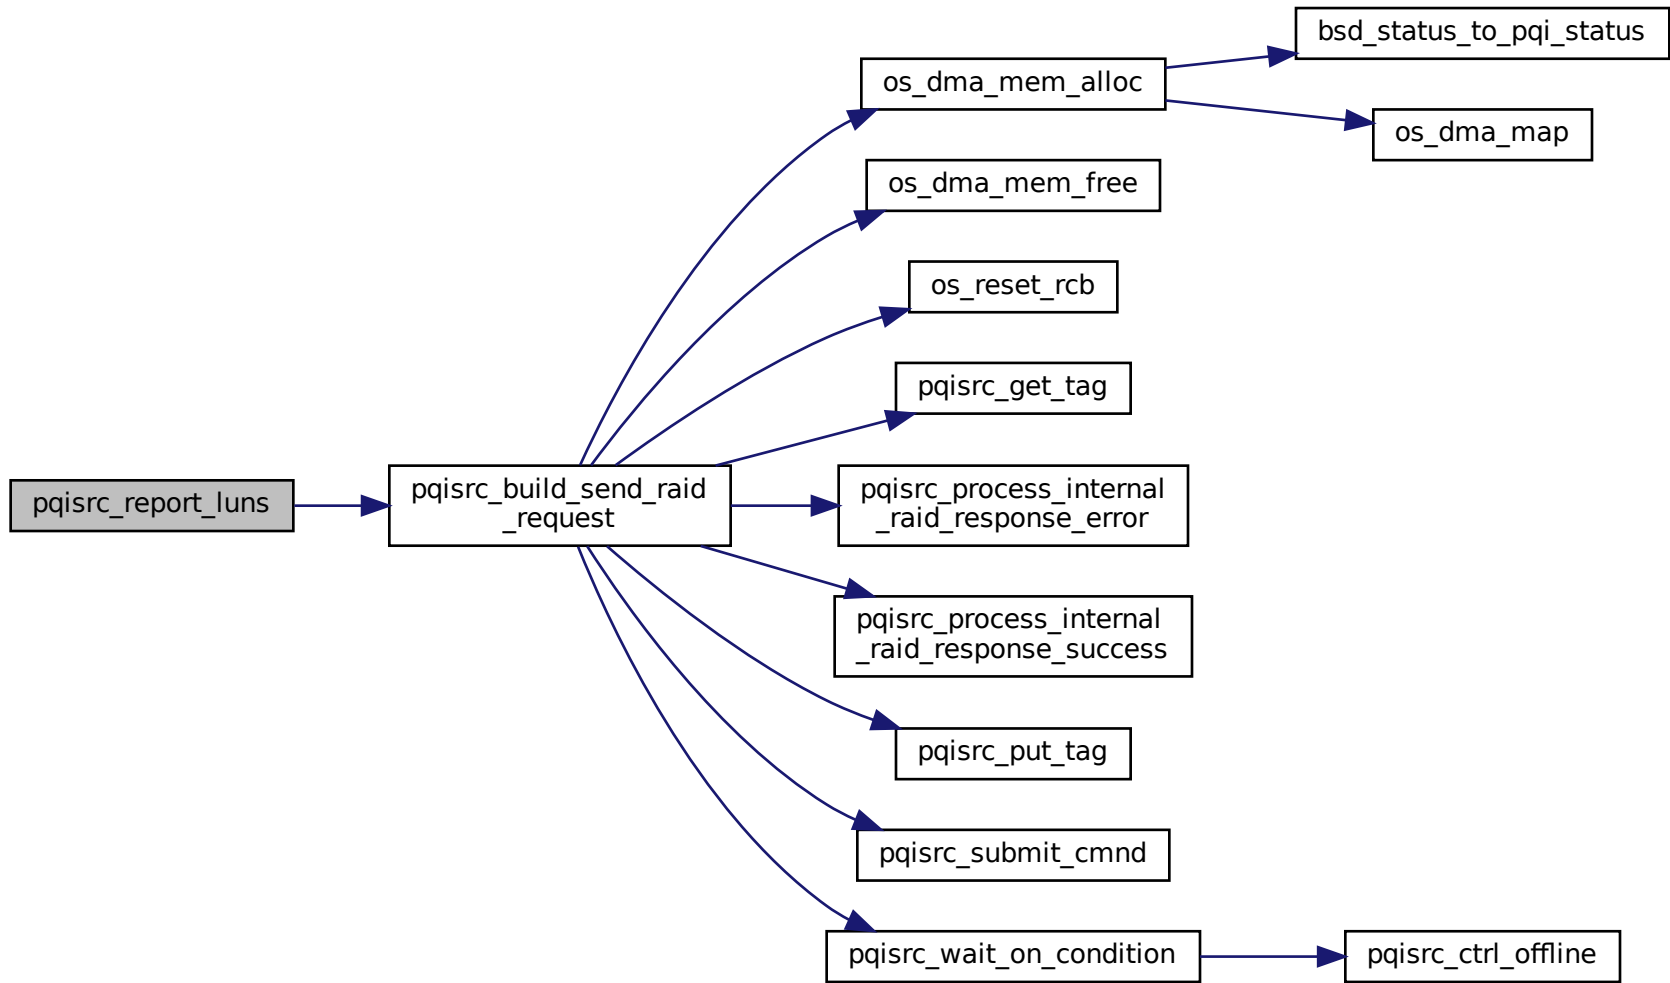 pqisrc_report_luns
pqisrc_build_send_raid
_request
os_dma_mem_alloc
bsd_status_to_pqi_status
os_dma_map
os_dma_mem_free
os_reset_rcb
pqisrc_get_tag
pqisrc_process_internal
_raid_response_error
pqisrc_process_internal
_raid_response_success
pqisrc_put_tag
pqisrc_submit_cmnd
pqisrc_wait_on_condition
pqisrc_ctrl_offline